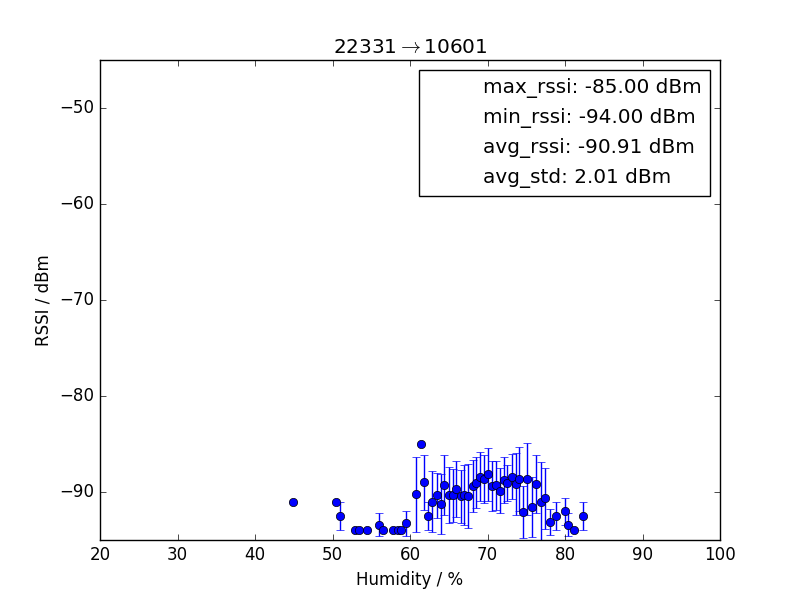 22331→10601
max_rssi: -85.00 dBm
min_rssi: -94.00 dBm
avg_rssi: -90.91 dBm
avg_std: 2.01 dBm
−50
−60
−70
−80
−90
RSSI / dBm
20 30 40 50 60 70 80 90 100
Humidity / %